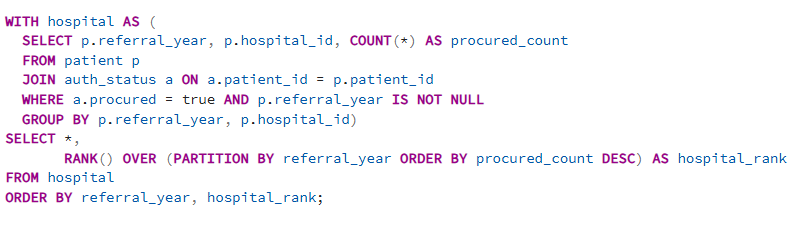 WITH hospital AS (
  SELECT p.referral_year, p.hospital_id, COUNT(*) AS procured_count
  FROM patient p
  JOIN auth_status a ON a.patient_id = p.patient_id
  WHERE a.procured = true AND p.referral_year IS NOT NULL
  GROUP BY p.referral_year, p.hospital_id)
SELECT *,
       RANK() OVER (PARTITION BY referral_year ORDER BY procured_count DESC) AS hospital_rank
FROM hospital
ORDER BY referral_year, hospital_rank;